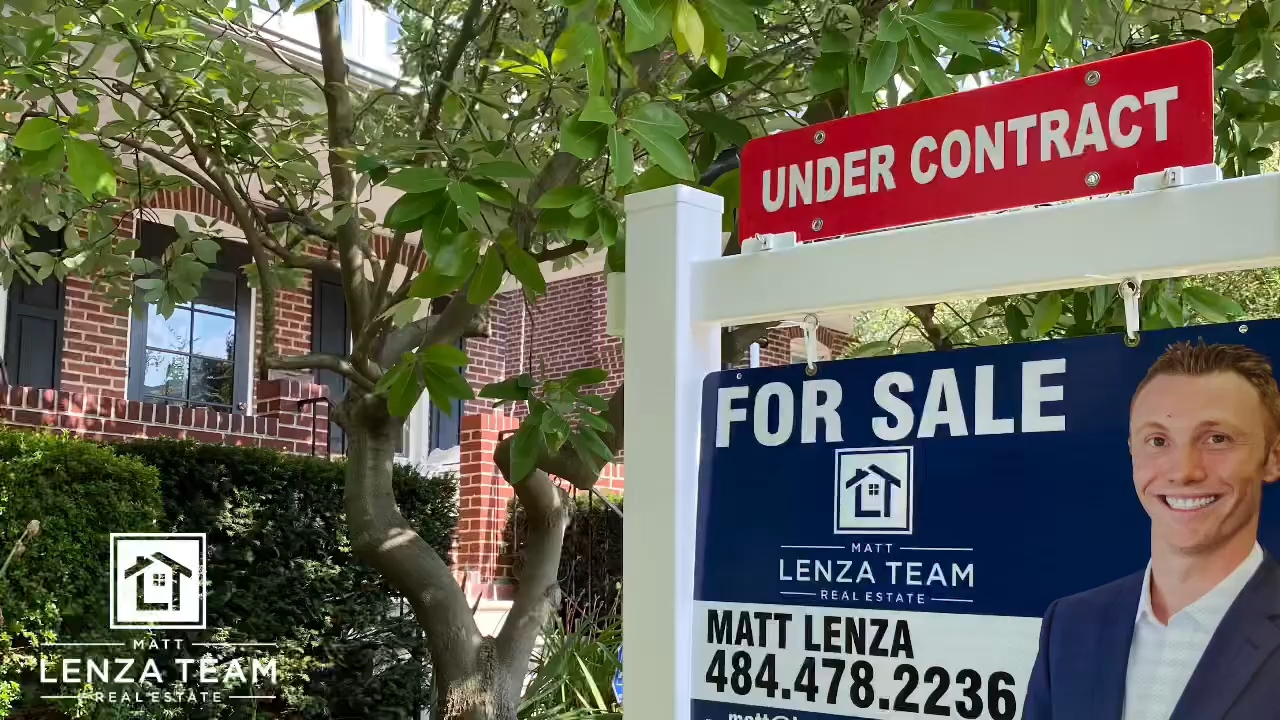 UNDER CONTRACT
FOR SALE
MATT
LENZA TEAM
REAL ESTATE
MATT LENZA
484.478.2236
MATT
LENZA TEAM
REAL ESTATE